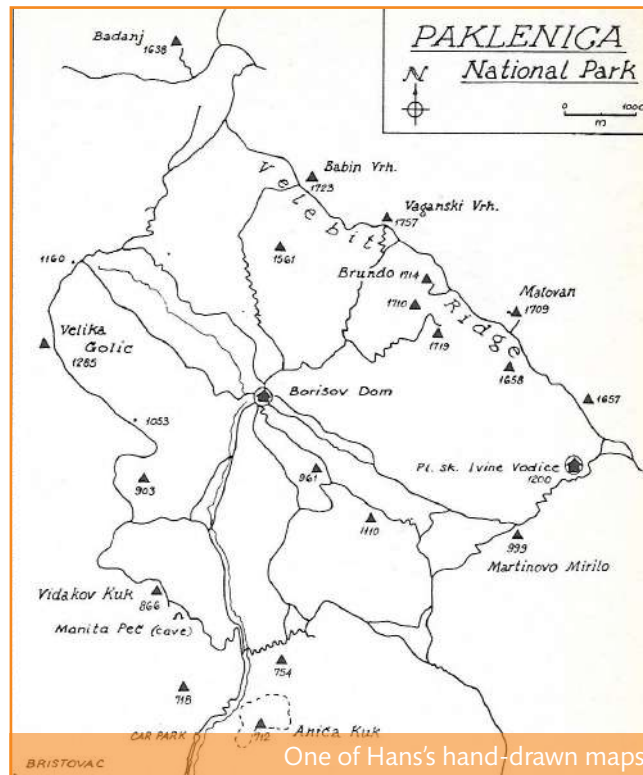 PAKLENICA
National Park
N
0 1000
m
Badanj
1638
Velebit
Ridge
Babin Vrh.
1723
Vaganski Vrh.
1757
1561
Brundo 1714
1710
1719
Matovan
1709
1658
1657
1160
Velika
Golic
1285
1053
903
Borisov Dom
961
1110
Pl. sk. Ivine Vodice
1200
999
Martinovo Mirilo
Vidakov Kuk
866
Manita Peč (cave)
754
718
CAR PARK
712
Anića Kuk
BRISTOVAC
One of Hans's hand-drawn maps